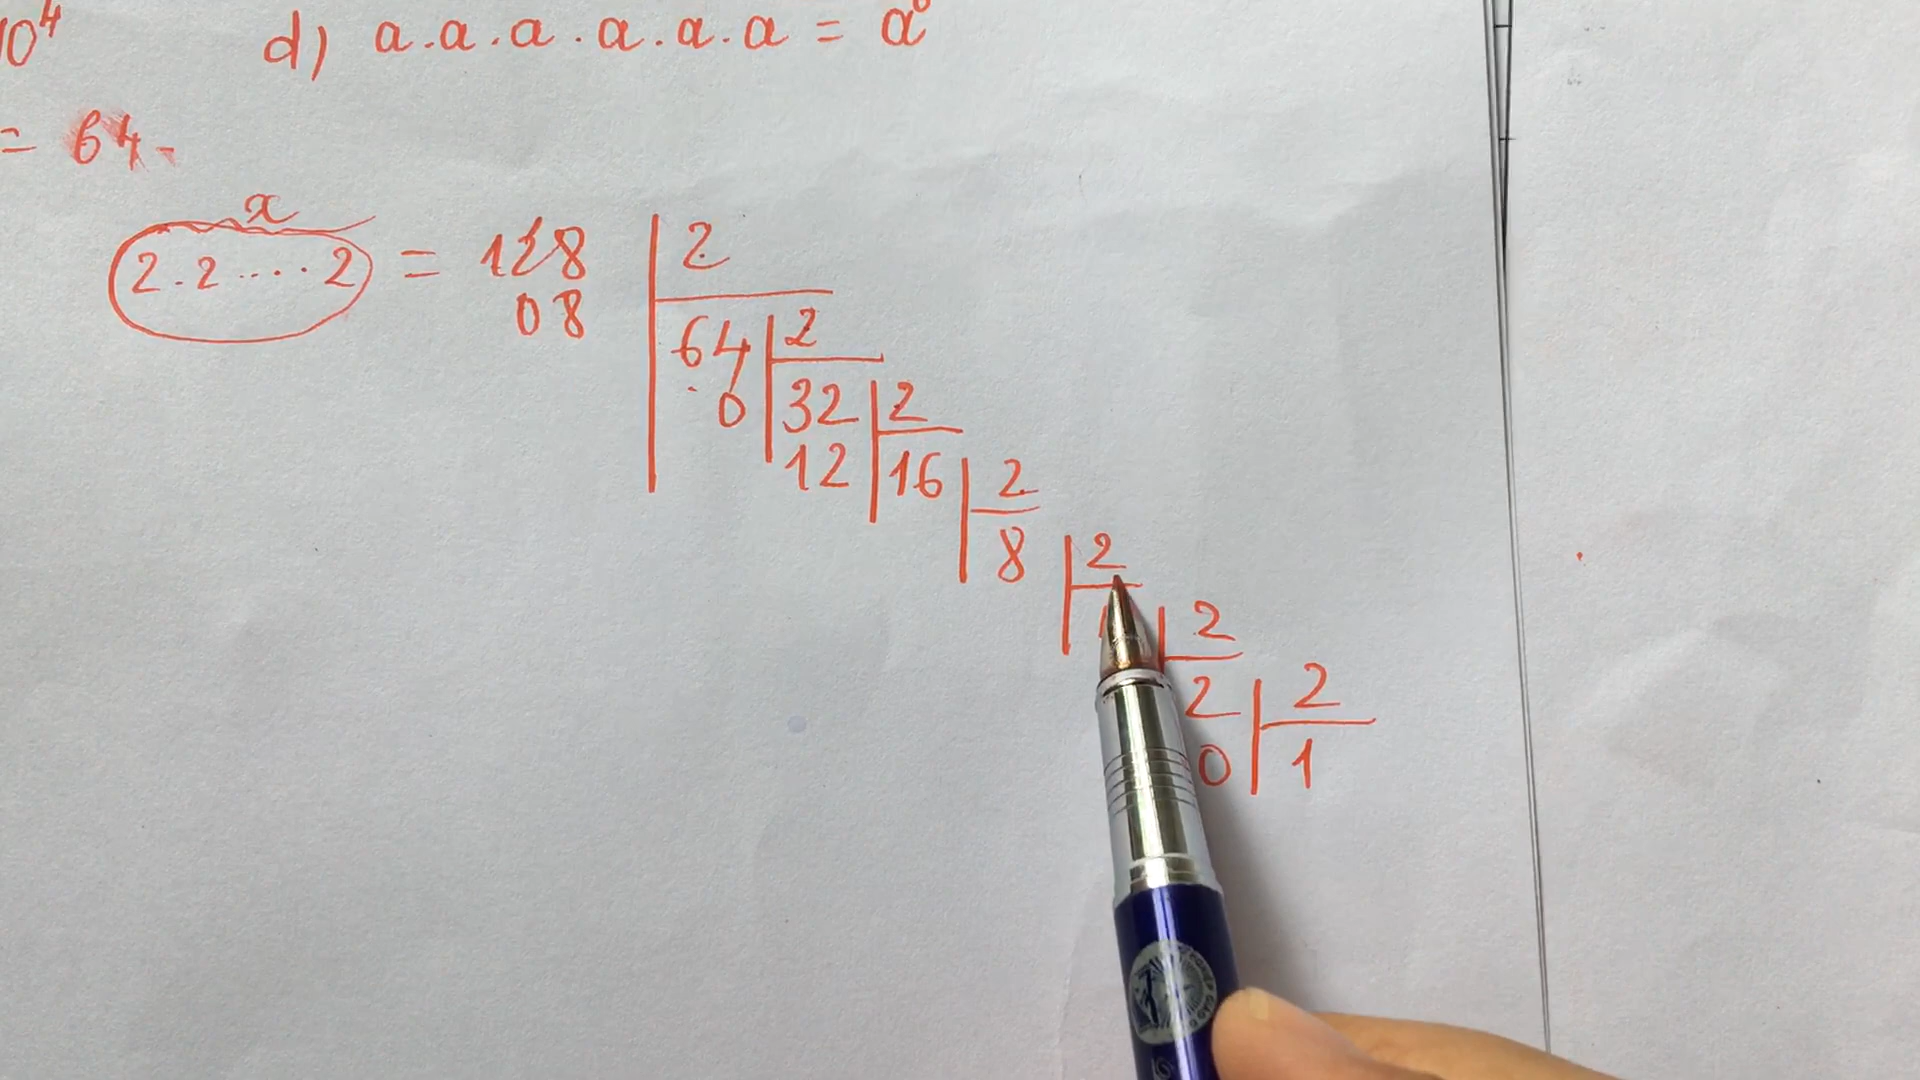 10⁴ d) a.a.a.a.a.a = a⁶
= 64
x
2.2....2 = 128 2
08 64 2
0 32 2
12 16 2
8 2
2
2 2
0 1